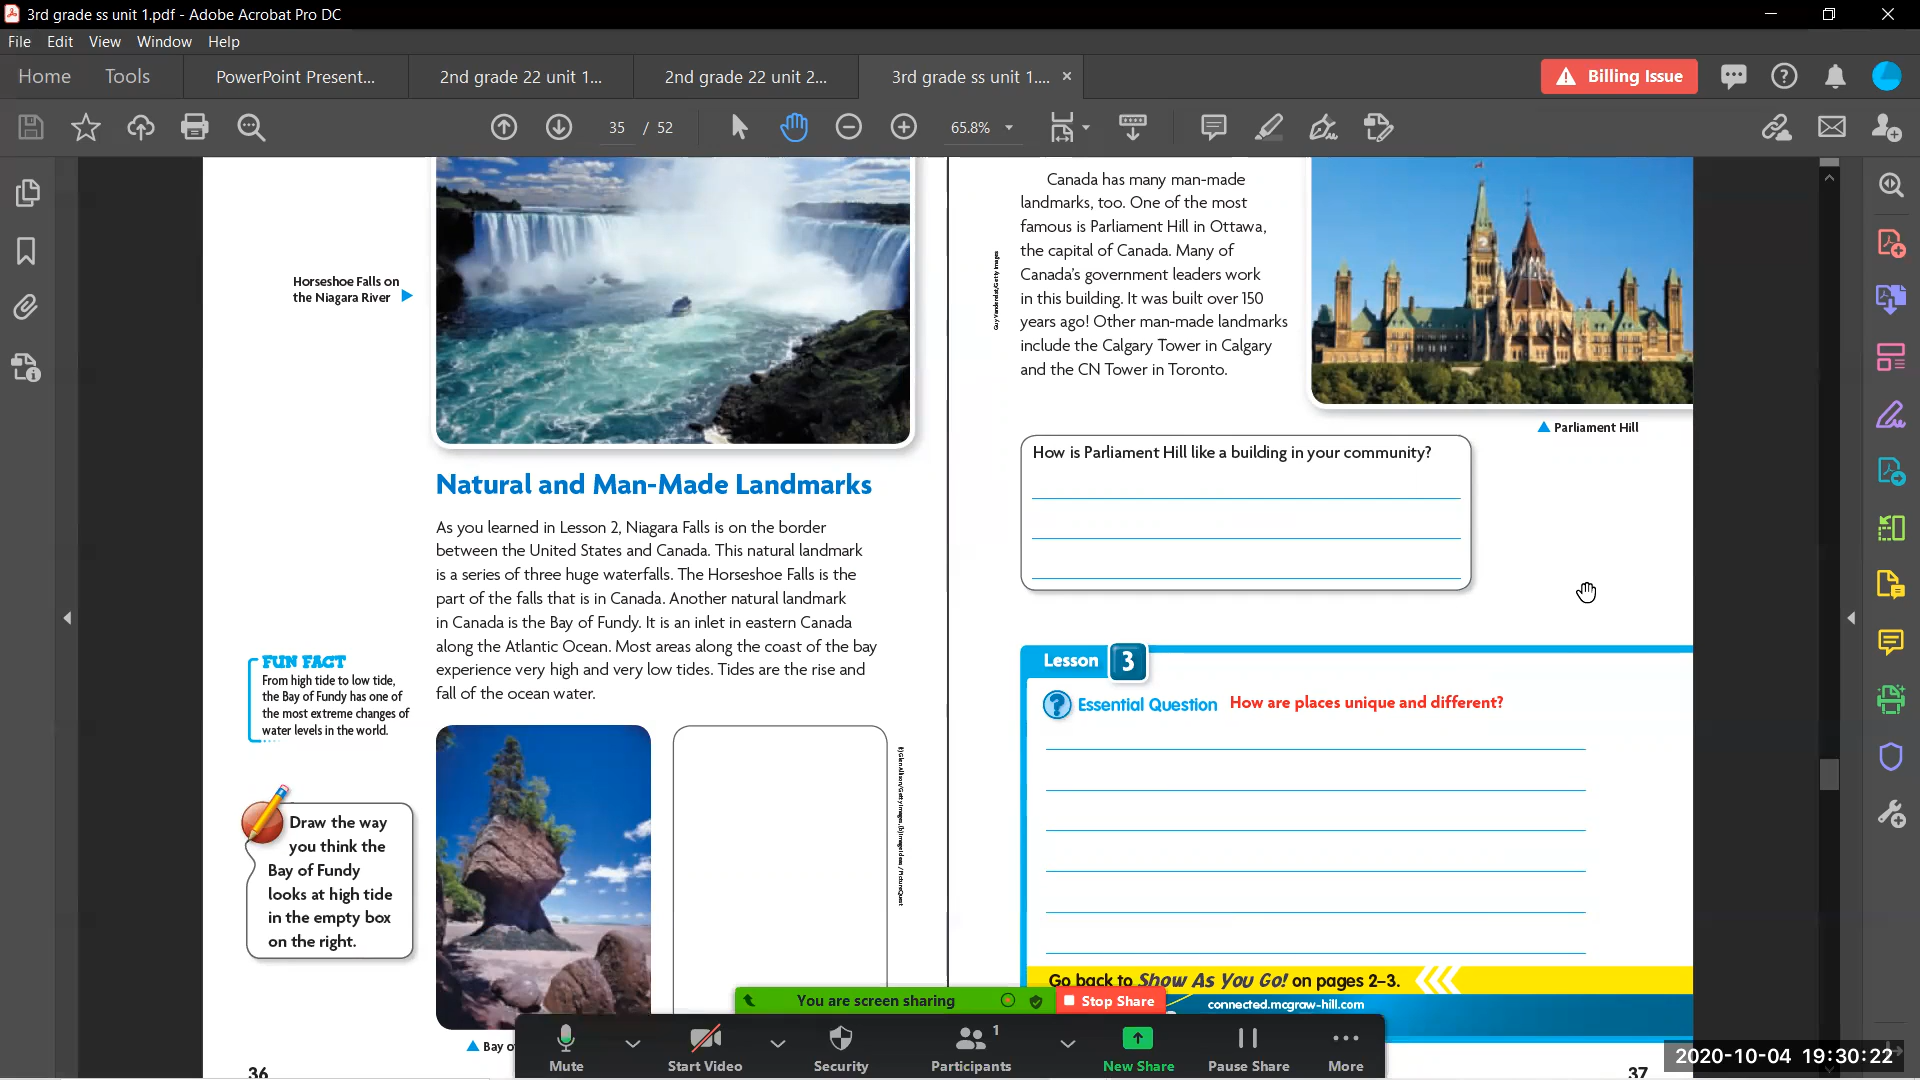 3rd grade ss unit 1.pdf - Adobe Acrobat Pro DC
File Edit View Window Help
Home Tools PowerPoint Present... 2nd grade 22 unit 1... 2nd grade 22 unit 2... 3rd grade ss unit 1.... × Billing Issue
35 / 52 65.8%
Horseshoe Falls on
the Niagara River
Natural and Man-Made Landmarks
As you learned in Lesson 2, Niagara Falls is on the border
between the United States and Canada. This natural landmark
is a series of three huge waterfalls. The Horseshoe Falls is the
part of the falls that is in Canada. Another natural landmark
in Canada is the Bay of Fundy. It is an inlet in eastern Canada
along the Atlantic Ocean. Most areas along the coast of the bay
experience very high and very low tides. Tides are the rise and
fall of the ocean water.
FUN FACT
From high tide to low tide,
the Bay of Fundy has one of
the most extreme changes of
water levels in the world.
Draw the way
you think the
Bay of Fundy
looks at high tide
in the empty box
on the right.
Bay o
36
Canada has many man-made
landmarks, too. One of the most
famous is Parliament Hill in Ottawa,
the capital of Canada. Many of
Canada's government leaders work
in this building. It was built over 150
years ago! Other man-made landmarks
include the Calgary Tower in Calgary
and the CN Tower in Toronto.
Parliament Hill
How is Parliament Hill like a building in your community?
Lesson 3
Essential Question How are places unique and different?
Go back to Show As You Go! on pages 2–3.
connected.mcgraw-hill.com
37
You are screen sharing Stop Share
1
Mute Start Video Security Participants New Share Pause Share More
2020-10-04 19:30:22